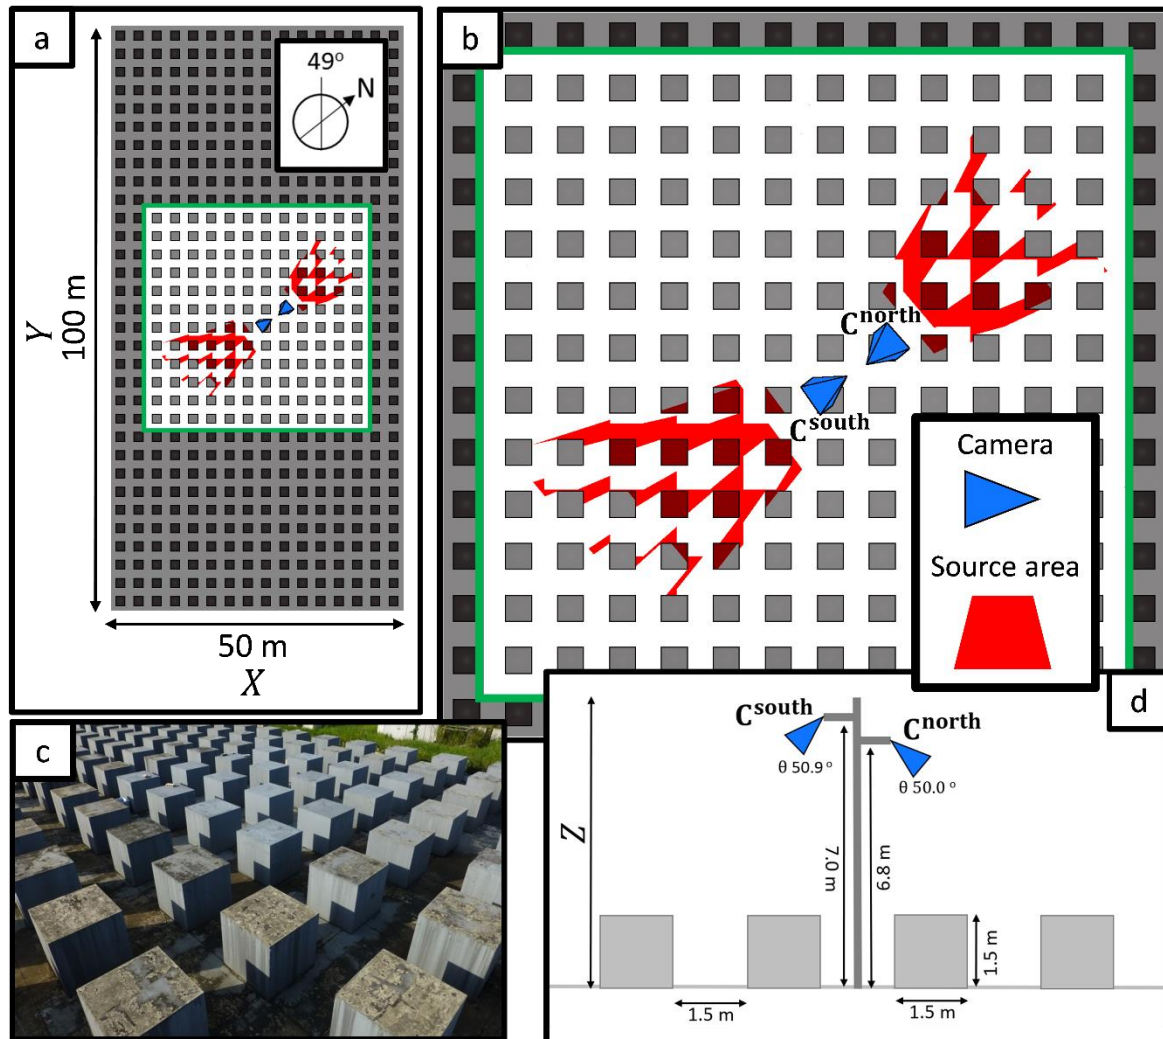 a
49°
N
Y
100 m
50 m
X
b
C^north
C^south
Camera
Source area
c
d
C^south
C^north
θ 50.9 °
θ 50.0 °
Z
7.0 m
6.8 m
1.5 m
1.5 m
1.5 m